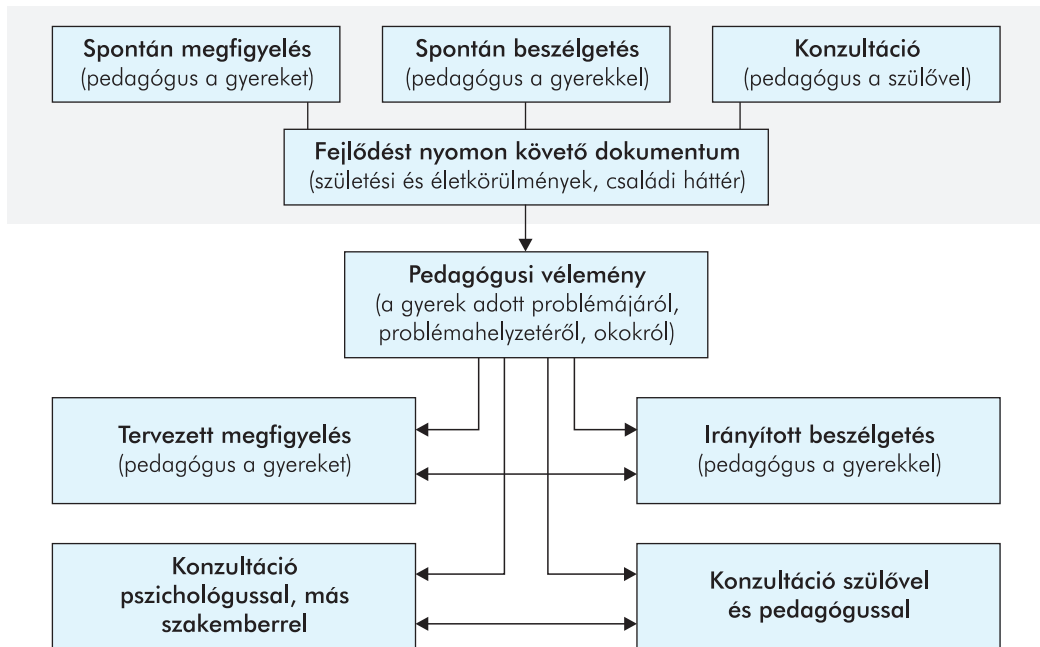 Spontán megfigyelés
(pedagógus a gyereket)
Spontán beszélgetés
(pedagógus a gyerekkel)
Konzultáció
(pedagógus a szülővel)
Fejlődést nyomon követő dokumentum
(születési és életkörülmények, családi háttér)
Pedagógusi vélemény
(a gyerek adott problémájáról,
problémahelyzetéről, okokról)
Tervezett megfigyelés
(pedagógus a gyereket)
Irányított beszélgetés
(pedagógus a gyerekkel)
Konzultáció
pszichológussal, más
szakemberrel
Konzultáció szülővel
és pedagógussal